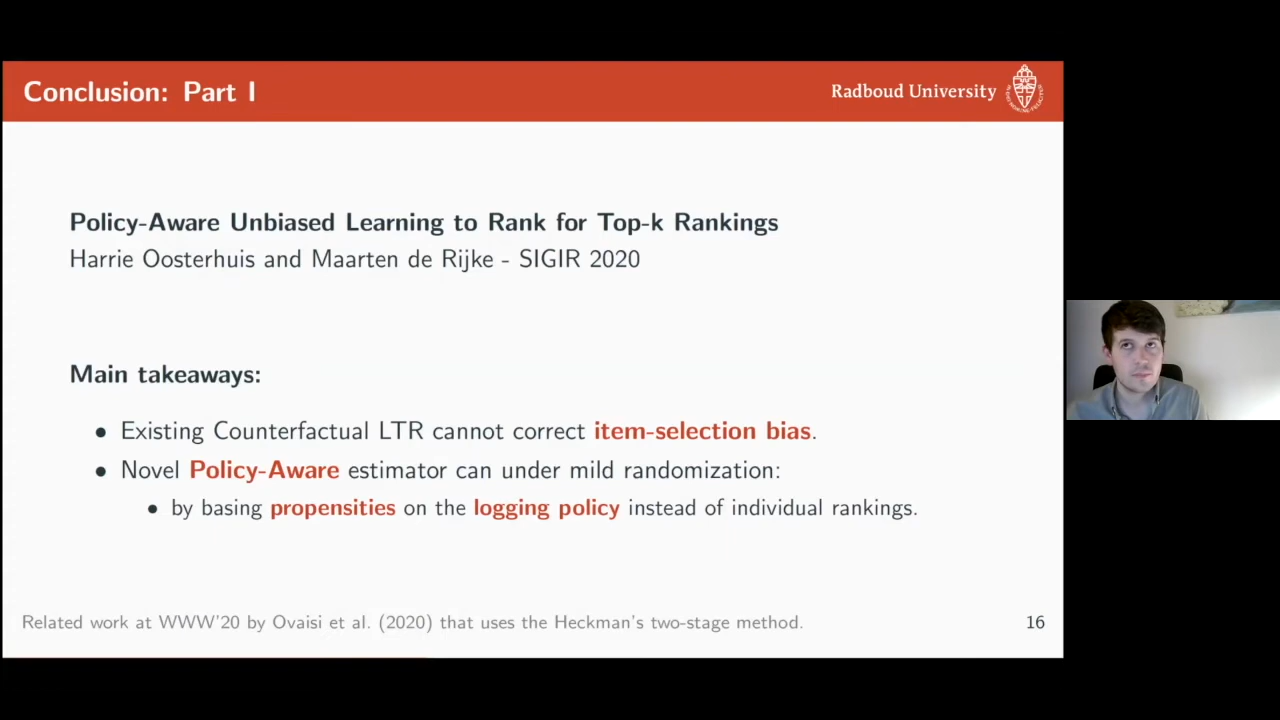 Conclusion: Part I
Radboud University
Policy-Aware Unbiased Learning to Rank for Top-k Rankings
Harrie Oosterhuis and Maarten de Rijke - SIGIR 2020
Main takeaways:
• Existing Counterfactual LTR cannot correct item-selection bias.
• Novel Policy-Aware estimator can under mild randomization:
• by basing propensities on the logging policy instead of individual rankings.
Related work at WWW'20 by Ovaisi et al. (2020) that uses the Heckman's two-stage method.
16